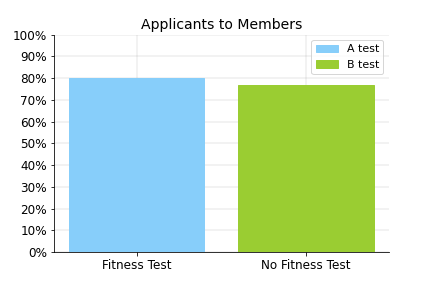 Applicants to Members
100%
90%
80%
70%
60%
50%
40%
30%
20%
10%
0%
A test
B test
Fitness Test
No Fitness Test